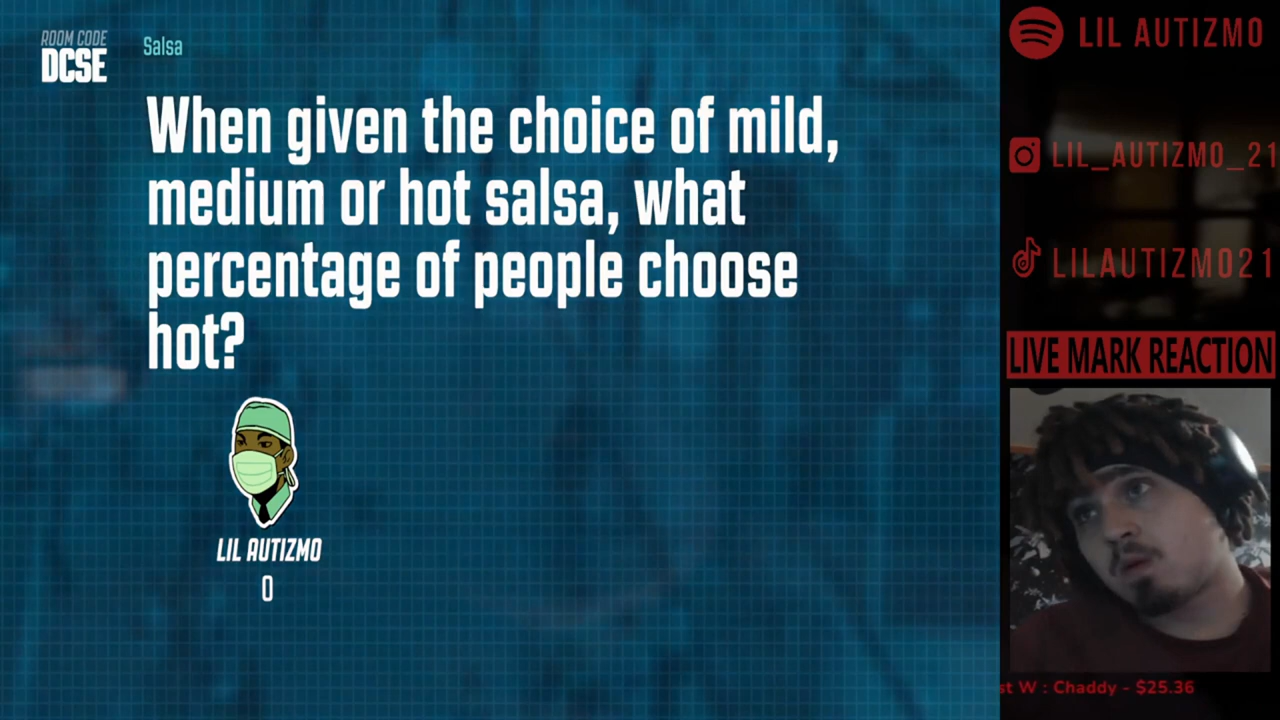 ROOM CODE
DCSE
Salsa
When given the choice of mild,
medium or hot salsa, what
percentage of people choose
hot?
LIL AUTIZMO
0
LIL AUTIZMO
LIL_AUTIZMO_21
LILAUTIZMO21
LIVE MARK REACTION
st W : Chaddy - $25.36